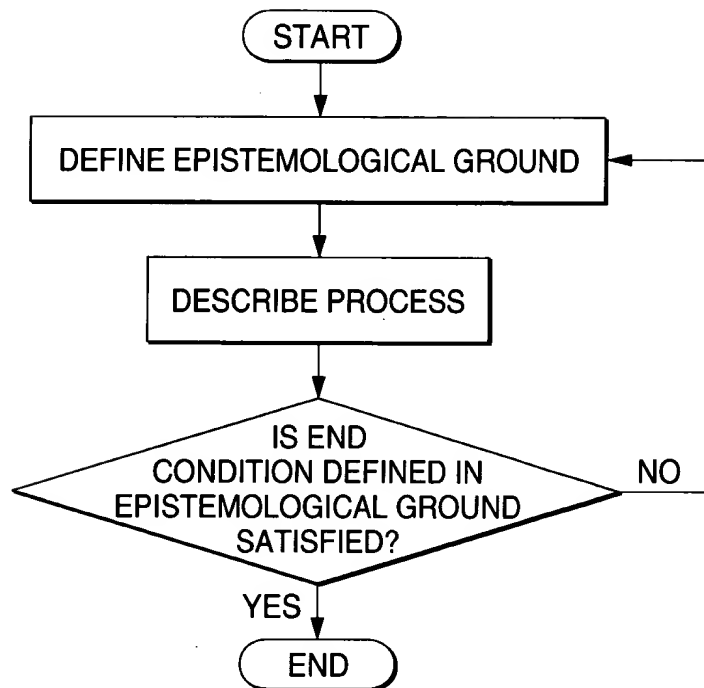 START
DEFINE EPISTEMOLOGICAL GROUND
DESCRIBE PROCESS
IS END
CONDITION DEFINED IN
EPISTEMOLOGICAL GROUND
SATISFIED?
NO
YES
END